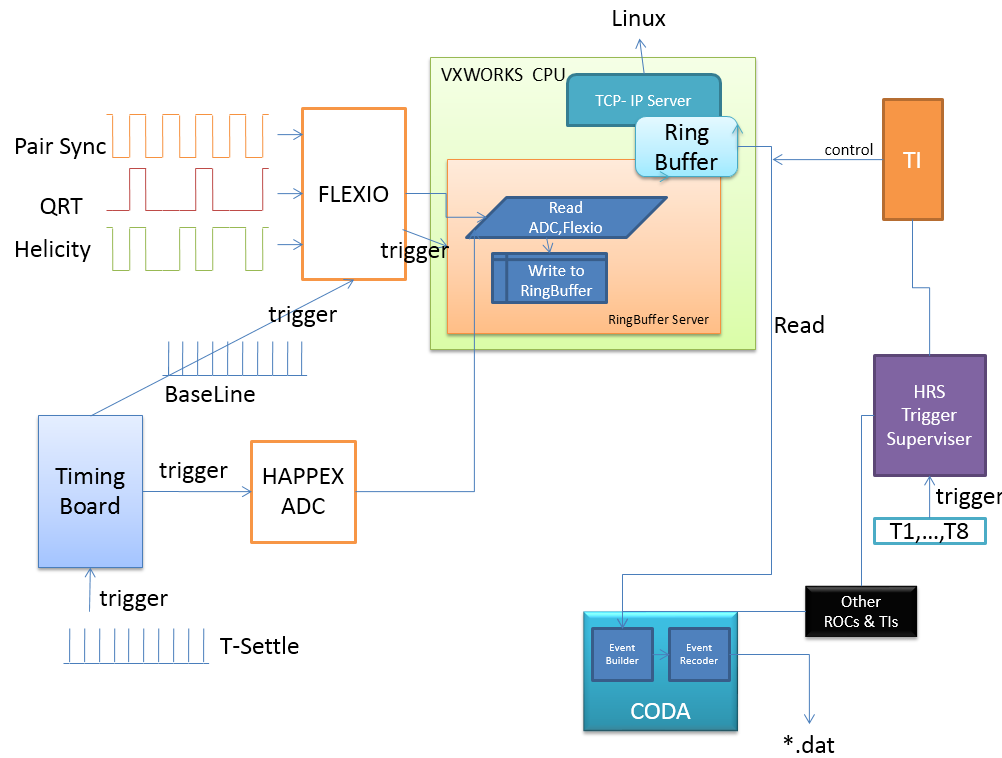 Linux
VXWORKS CPU
TCP- IP Server
Ring
Buffer
Pair Sync
QRT
Helicity
FLEXIO
trigger
Read
ADC,Flexio
Write to
RingBuffer
RingBuffer Server
control
TI
trigger
BaseLine
Read
HRS
Trigger
Superviser
trigger
T1,...,T8
Timing
Board
trigger
HAPPEX
ADC
trigger
T-Settle
Other
ROCs & TIs
Event
Builder
Event
Recoder
CODA
*.dat